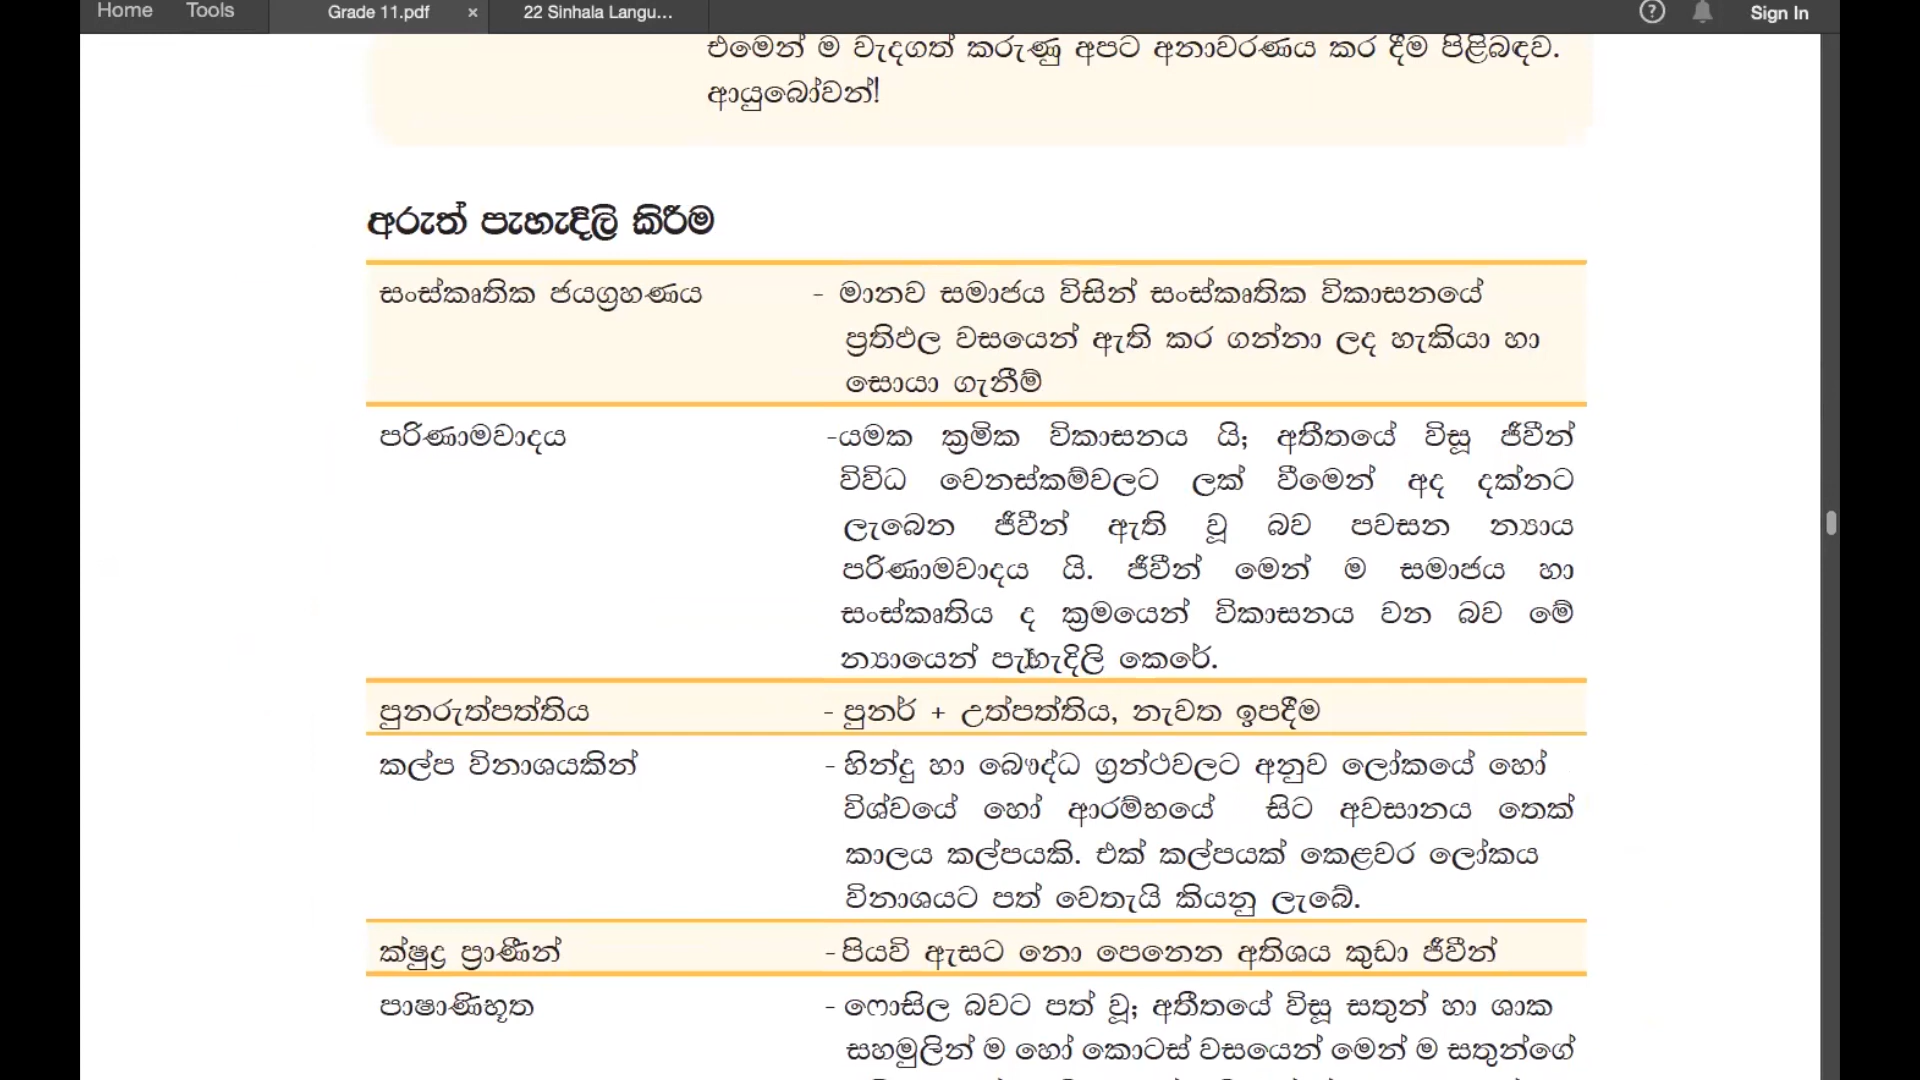 Home Tools Grade 11.pdf × 22 Sinhala Langu... ? Sign In
එමෙන් ම වැදගත් කරුණු අපට අනාවරණය කර දීම පිළිබඳව.
ආයුබෝවන්!
අරුත් පැහැදිලි කිරීම
සංස්කෘතික ජයග්‍රහණය - මානව සමාජය විසින් සංස්කෘතික විකාසනයේ
ප්‍රතිඵල වසයෙන් ඇති කර ගන්නා ලද හැකියා හා
සොයා ගැනීම්
පරිණාමවාදය -යමක ක්‍රමික විකාසනය යි; අතීතයේ විසූ ජීවීන්
විවිධ වෙනස්කම්වලට ලක් වීමෙන් අද දක්නට
ලැබෙන ජීවීන් ඇති වූ බව පවසන න්‍යාය
පරිණාමවාදය යි. ජීවීන් මෙන් ම සමාජය හා
සංස්කෘතිය ද ක්‍රමයෙන් විකාසනය වන බව මේ
න්‍යායෙන් පැහැදිලි කෙරේ.
පුනරුත්පත්තිය - පුනර් + උත්පත්තිය, නැවත ඉපදීම
කල්ප විනාශයකින් - හින්දු හා බෞද්ධ ග්‍රන්ථවලට අනුව ලෝකයේ හෝ
විශ්වයේ හෝ ආරම්භයේ සිට අවසානය තෙක්
කාලය කල්පයකි. එක් කල්පයක් කෙළවර ලෝකය
විනාශයට පත් වෙතැයි කියනු ලැබේ.
ක්ෂුද්‍ර ප්‍රාණීන් - පියවි ඇසට නො පෙනෙන අතිශය කුඩා ජීවීන්
පාෂාණීභූත - ෆොසිල බවට පත් වූ; අතීතයේ විසූ සතුන් හා ශාක
සහමුලින් ම හෝ කොටස් වසයෙන් මෙන් ම සතුන්ගේ